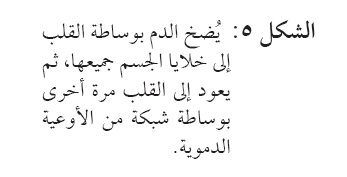 الشكل ٥: يُضخ الدم بوساطة القلب
إلى خلايا الجسم جميعها، ثم
يعود إلى القلب مرة أخرى
بوساطة شبكة من الأوعية
الدموية.